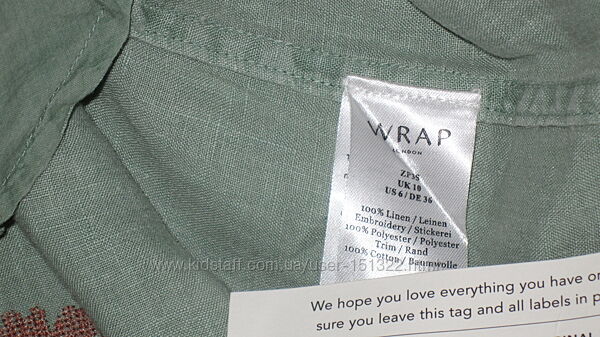 WRAP
LONDON
ZP3S
UK 10
US 6 / DE 36
100% Linen / Leinen
Embroidery / Stickerei
100% Polyester / Polyester
Trim / Rand
100% Cotton / Baumwolle
www.kidstaff.com.ua/user-151322.html
We hope you love everything you have
sure you leave this tag and all labels in